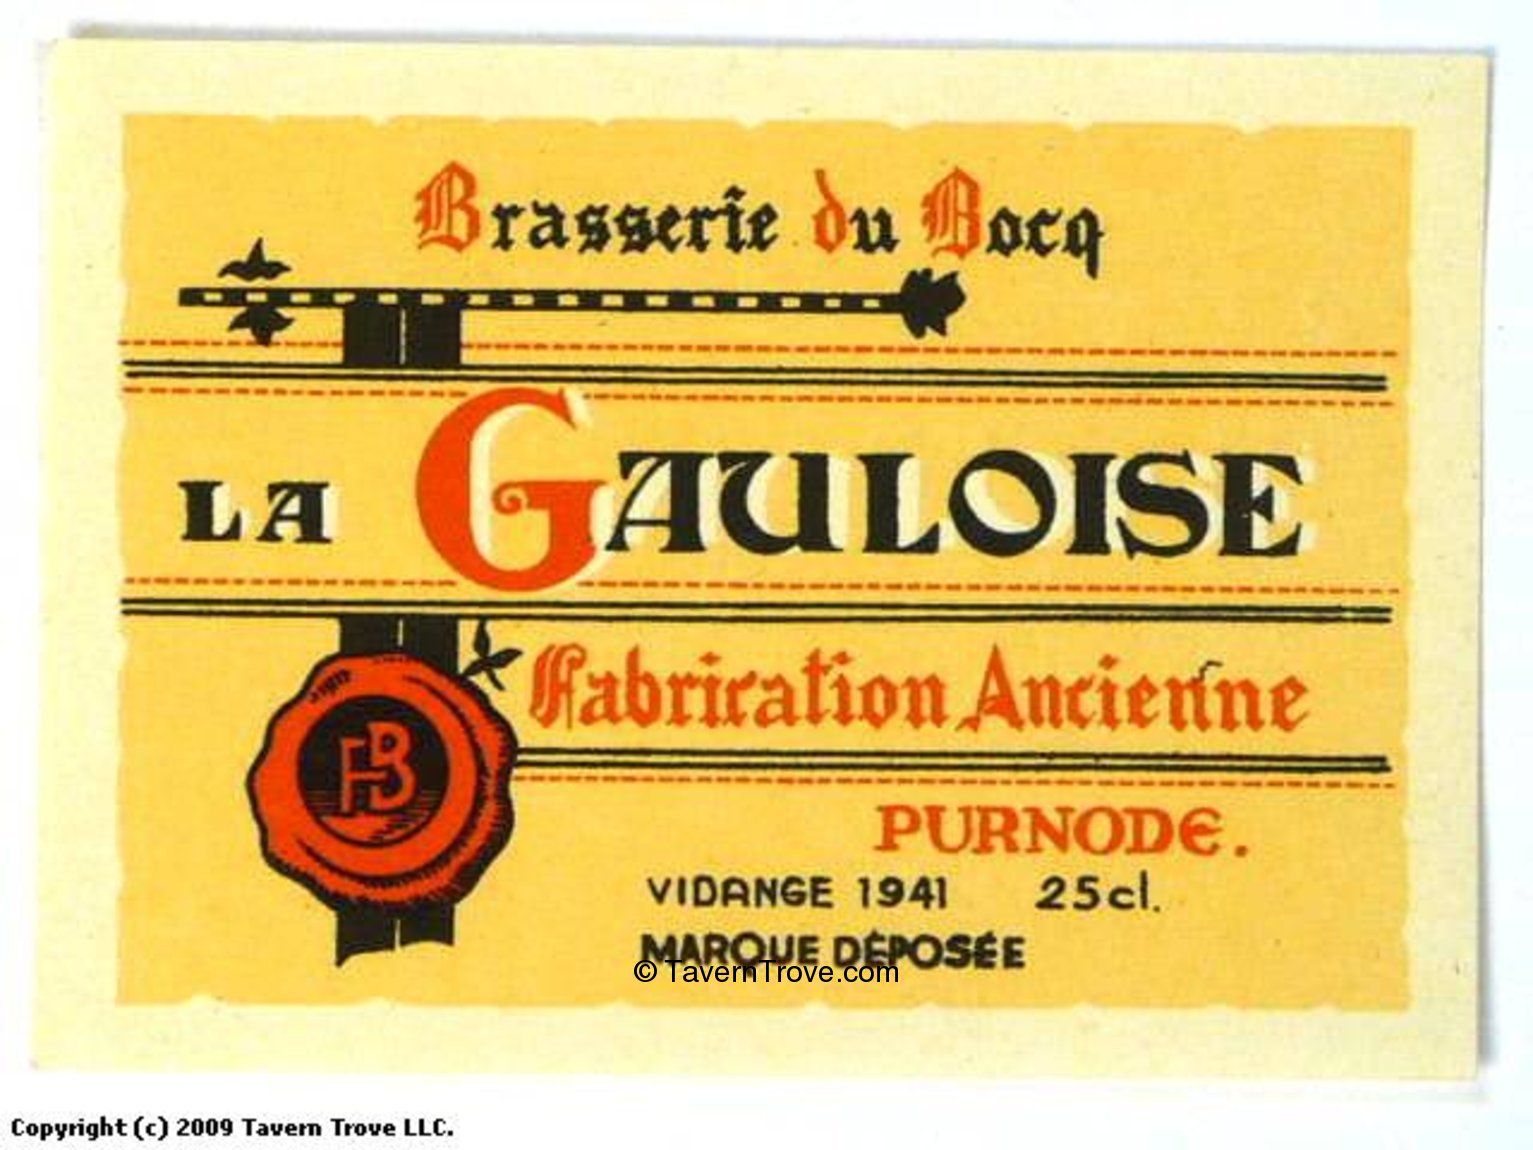 Brasserie du Bocq
LA GAULOISE
Fabrication Ancienne
FB
PURNODE.
VIDANGE 1941 25cl.
MARQUE DÉPOSÉE
© TavernTrove.com
Copyright (c) 2009 Tavern Trove LLC.